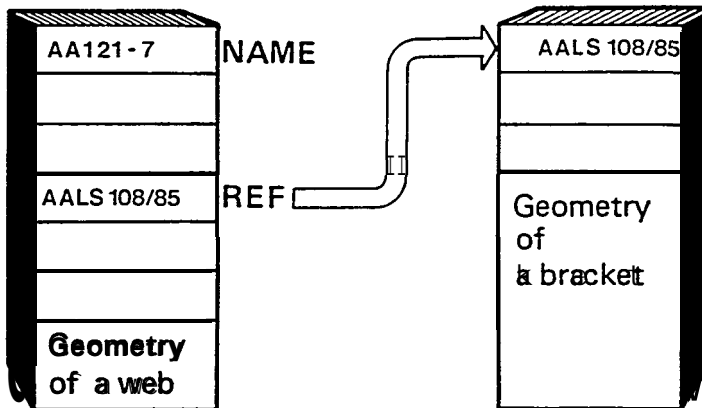 AA121-7 NAME
AALS 108/85 REF
Geometry
of a web
AALS 108/85
Geometry
of
a bracket